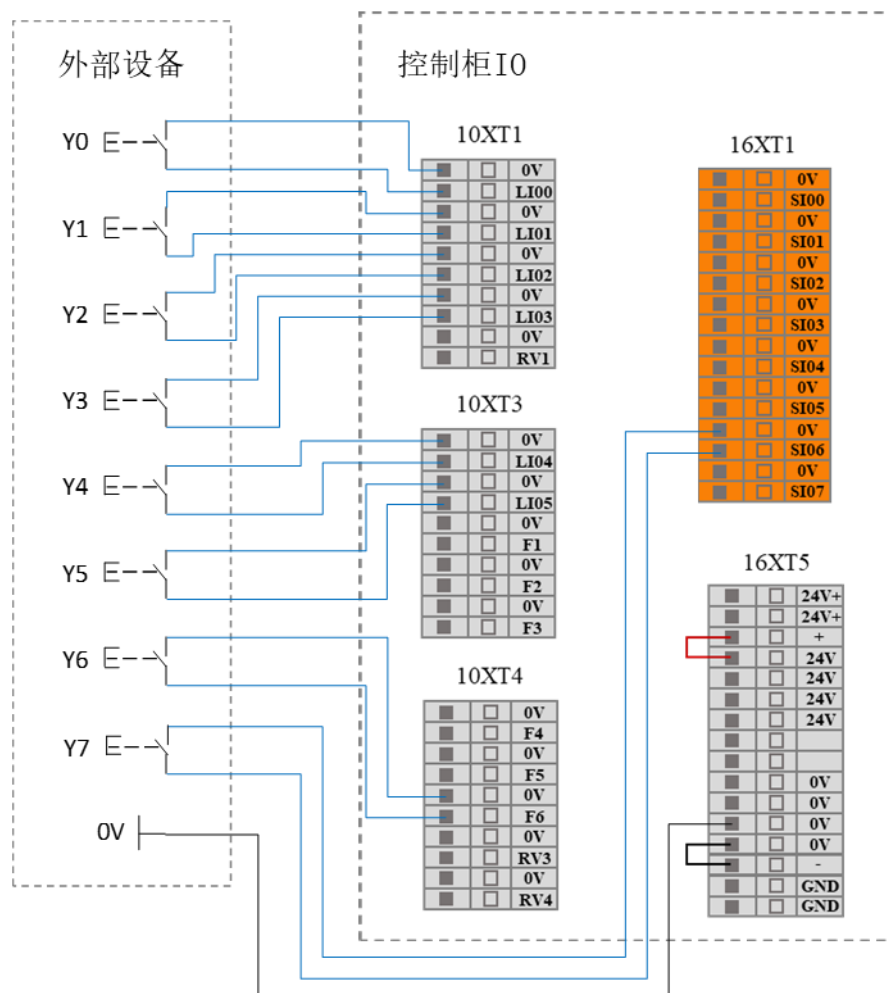 外部设备
Y0
Y1
Y2
Y3
Y4
Y5
Y6
Y7
0V
控制柜IO
10XT1
0V
LI00
0V
LI01
0V
LI02
0V
LI03
0V
RV1
10XT3
0V
LI04
0V
LI05
0V
F1
0V
F2
0V
F3
10XT4
0V
F4
0V
F5
0V
F6
0V
RV3
0V
RV4
16XT1
0V
SI00
0V
SI01
0V
SI02
0V
SI03
0V
SI04
0V
SI05
0V
SI06
0V
SI07
16XT5
24V+
24V+
+
24V
24V
24V
24V
0V
0V
0V
0V
-
GND
GND